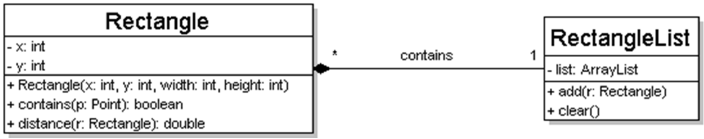 Rectangle
- x: int
- y: int
+ Rectangle(x: int, y: int, width: int, height: int)
+ contains(p: Point): boolean
+ distance(r: Rectangle): double
* contains 1
RectangleList
- list: ArrayList
+ add(r: Rectangle)
+ clear()